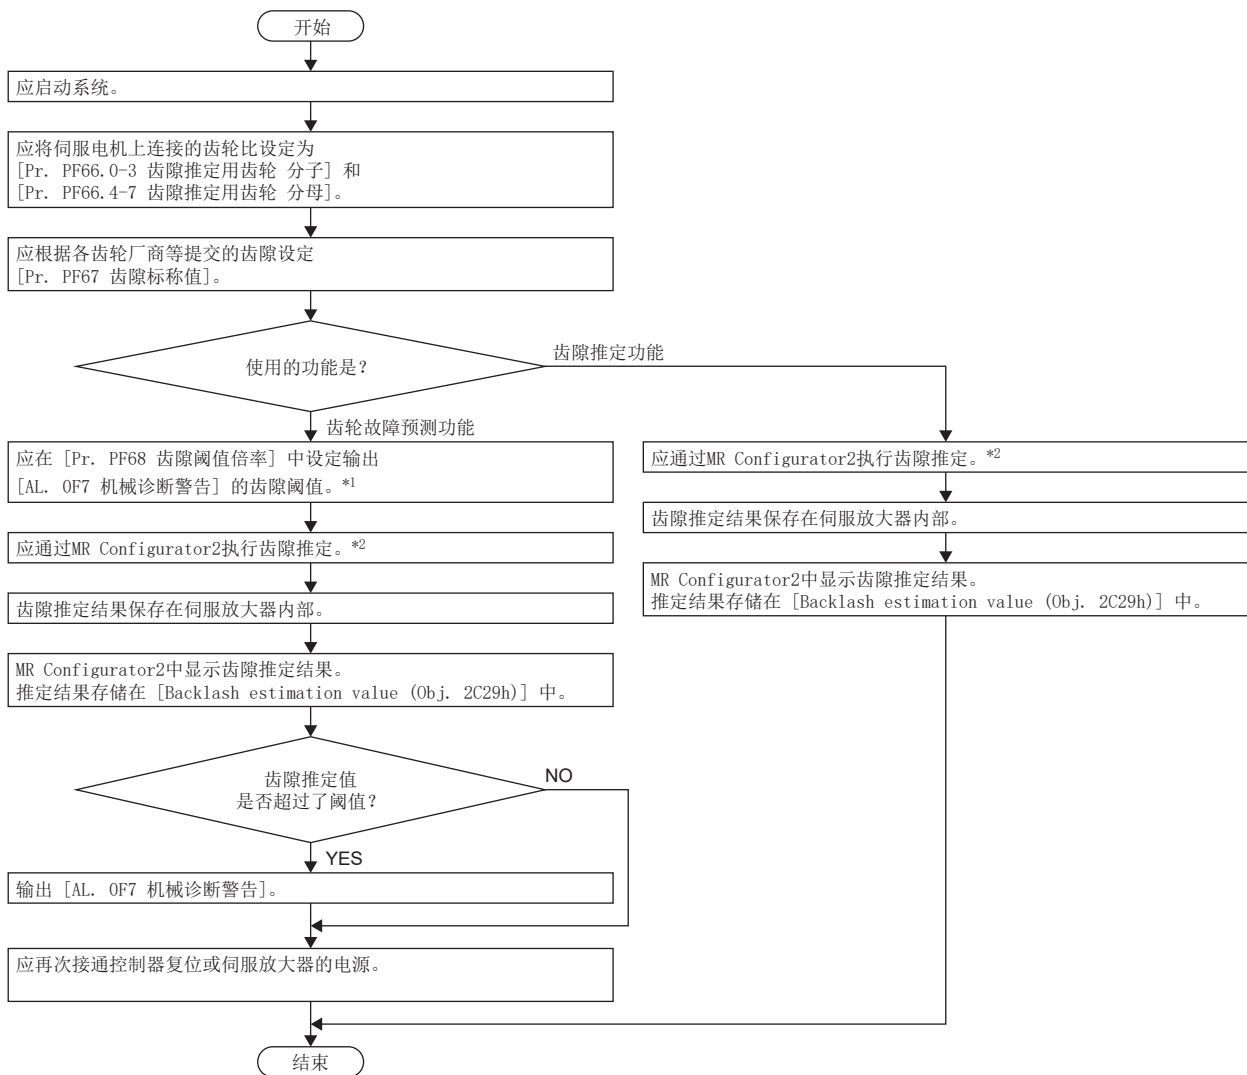 开始
应启动系统。
应将伺服电机上连接的齿轮比设定为
[Pr. PF66.0-3 齿隙推定用齿轮 分子] 和
[Pr. PF66.4-7 齿隙推定用齿轮 分母]。
应根据各齿轮厂商等提交的齿隙设定
[Pr. PF67 齿隙标称值]。
使用的功能是?
齿隙推定功能
齿轮故障预测功能
应在 [Pr. PF68 齿隙阈值倍率] 中设定输出
[AL. 0F7 机械诊断警告] 的齿隙阈值。*1
应通过MR Configurator2执行齿隙推定。*2
齿隙推定结果保存在伺服放大器内部。
MR Configurator2中显示齿隙推定结果。
推定结果存储在 [Backlash estimation value (Obj. 2C29h)] 中。
齿隙推定值
是否超过了阈值?
NO
YES
输出 [AL. 0F7 机械诊断警告]。
应再次接通控制器复位或伺服放大器的电源。
应通过MR Configurator2执行齿隙推定。*2
齿隙推定结果保存在伺服放大器内部。
MR Configurator2中显示齿隙推定结果。
推定结果存储在 [Backlash estimation value (Obj. 2C29h)] 中。
结束